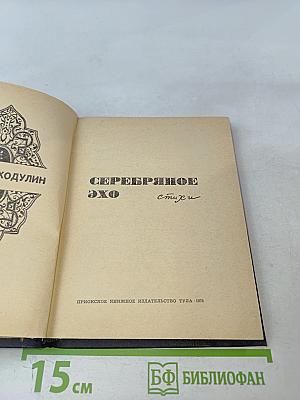 ХОДУЛИН
СЕРЕБРЯНОЕ
ЭХО
стихи
ПРИОКСКОЕ КНИЖНОЕ ИЗДАТЕЛЬСТВО ТУЛА
15 см
БФ БИБЛИОФАН